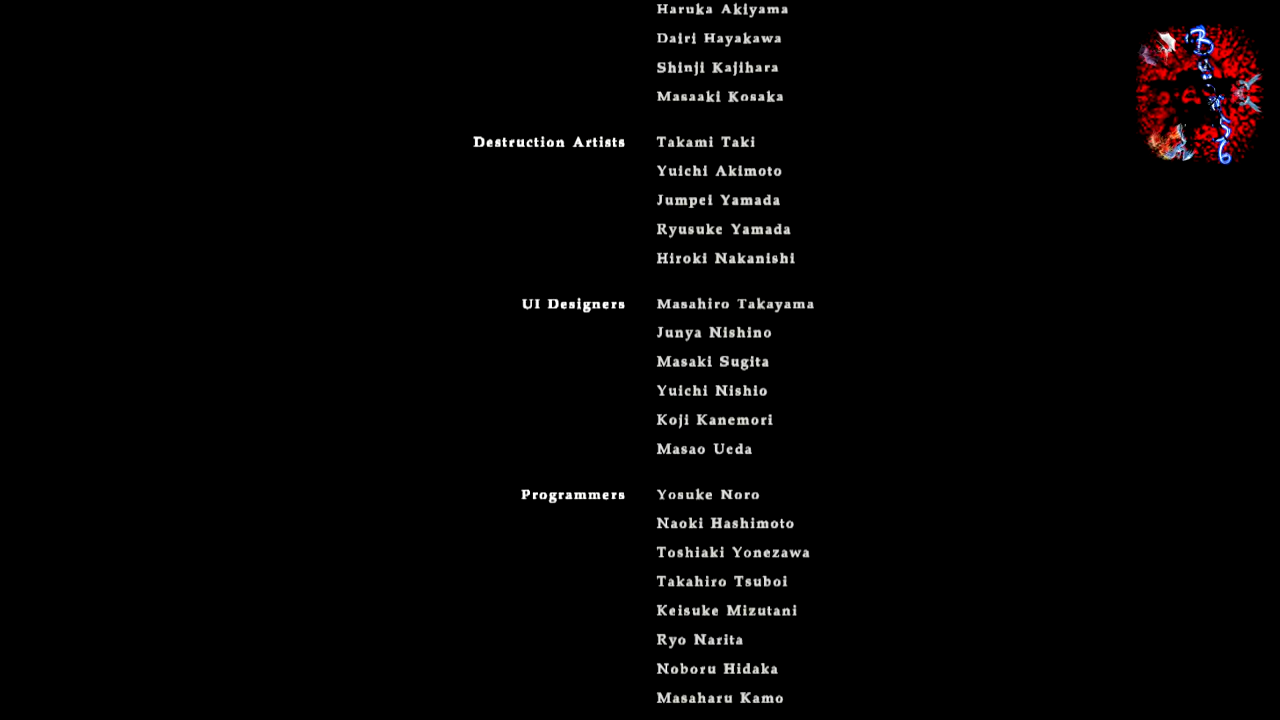 Haruka Akiyama
Dairi Hayakawa
Shinji Kajihara
Masaaki Kosaka
Destruction Artists Takami Taki
Yuichi Akimoto
Jumpei Yamada
Ryusuke Yamada
Hiroki Nakanishi
UI Designers Masahiro Takayama
Junya Nishino
Masaki Sugita
Yuichi Nishio
Koji Kanemori
Masao Ueda
Programmers Yosuke Noro
Naoki Hashimoto
Toshiaki Yonezawa
Takahiro Tsuboi
Keisuke Mizutani
Ryo Narita
Noboru Hidaka
Masaharu Kamo